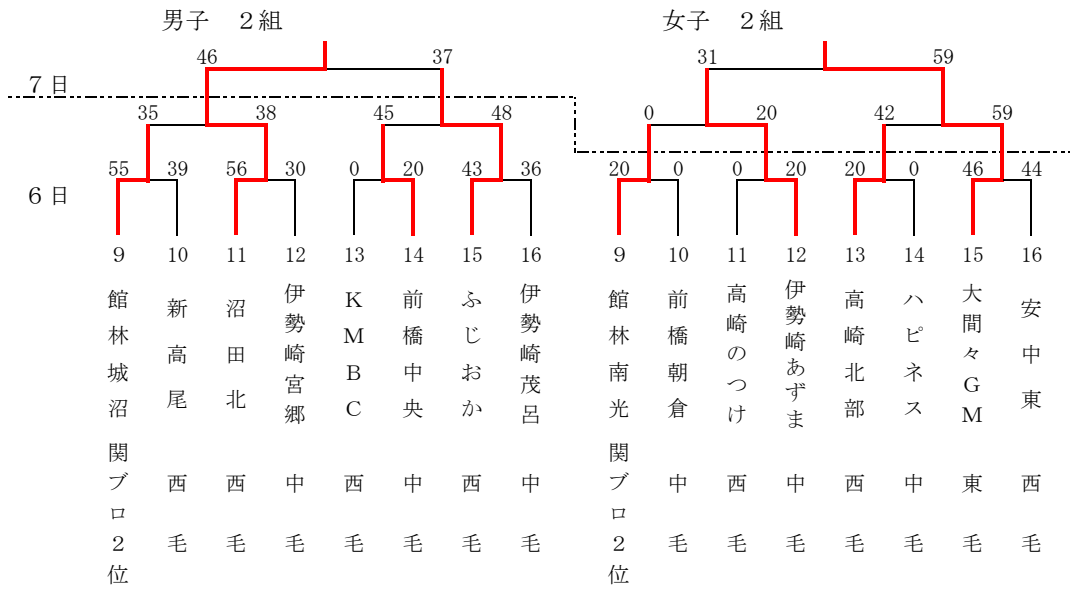 男子 2組
女子 2組
46 37 31 59
7日
35 38 45 48 0 20 42 59
55 39 56 30 0 20 43 36 20 0 0 20 20 0 46 44
6日
9 10 11 12 13 14 15 16 9 10 11 12 13 14 15 16
館林城沼
新高尾
沼田北
伊勢崎宮郷
KMBC
前橋中央
ふじおか
伊勢崎茂呂
館林南光
前橋朝倉
高崎のつけ
伊勢崎あずま
高崎北部
ハピネス
大間々GM
安中東
関ブロ2位
西毛
西毛
中毛
西毛
中毛
西毛
中毛
関ブロ2位
中毛
西毛
中毛
西毛
中毛
東毛
西毛